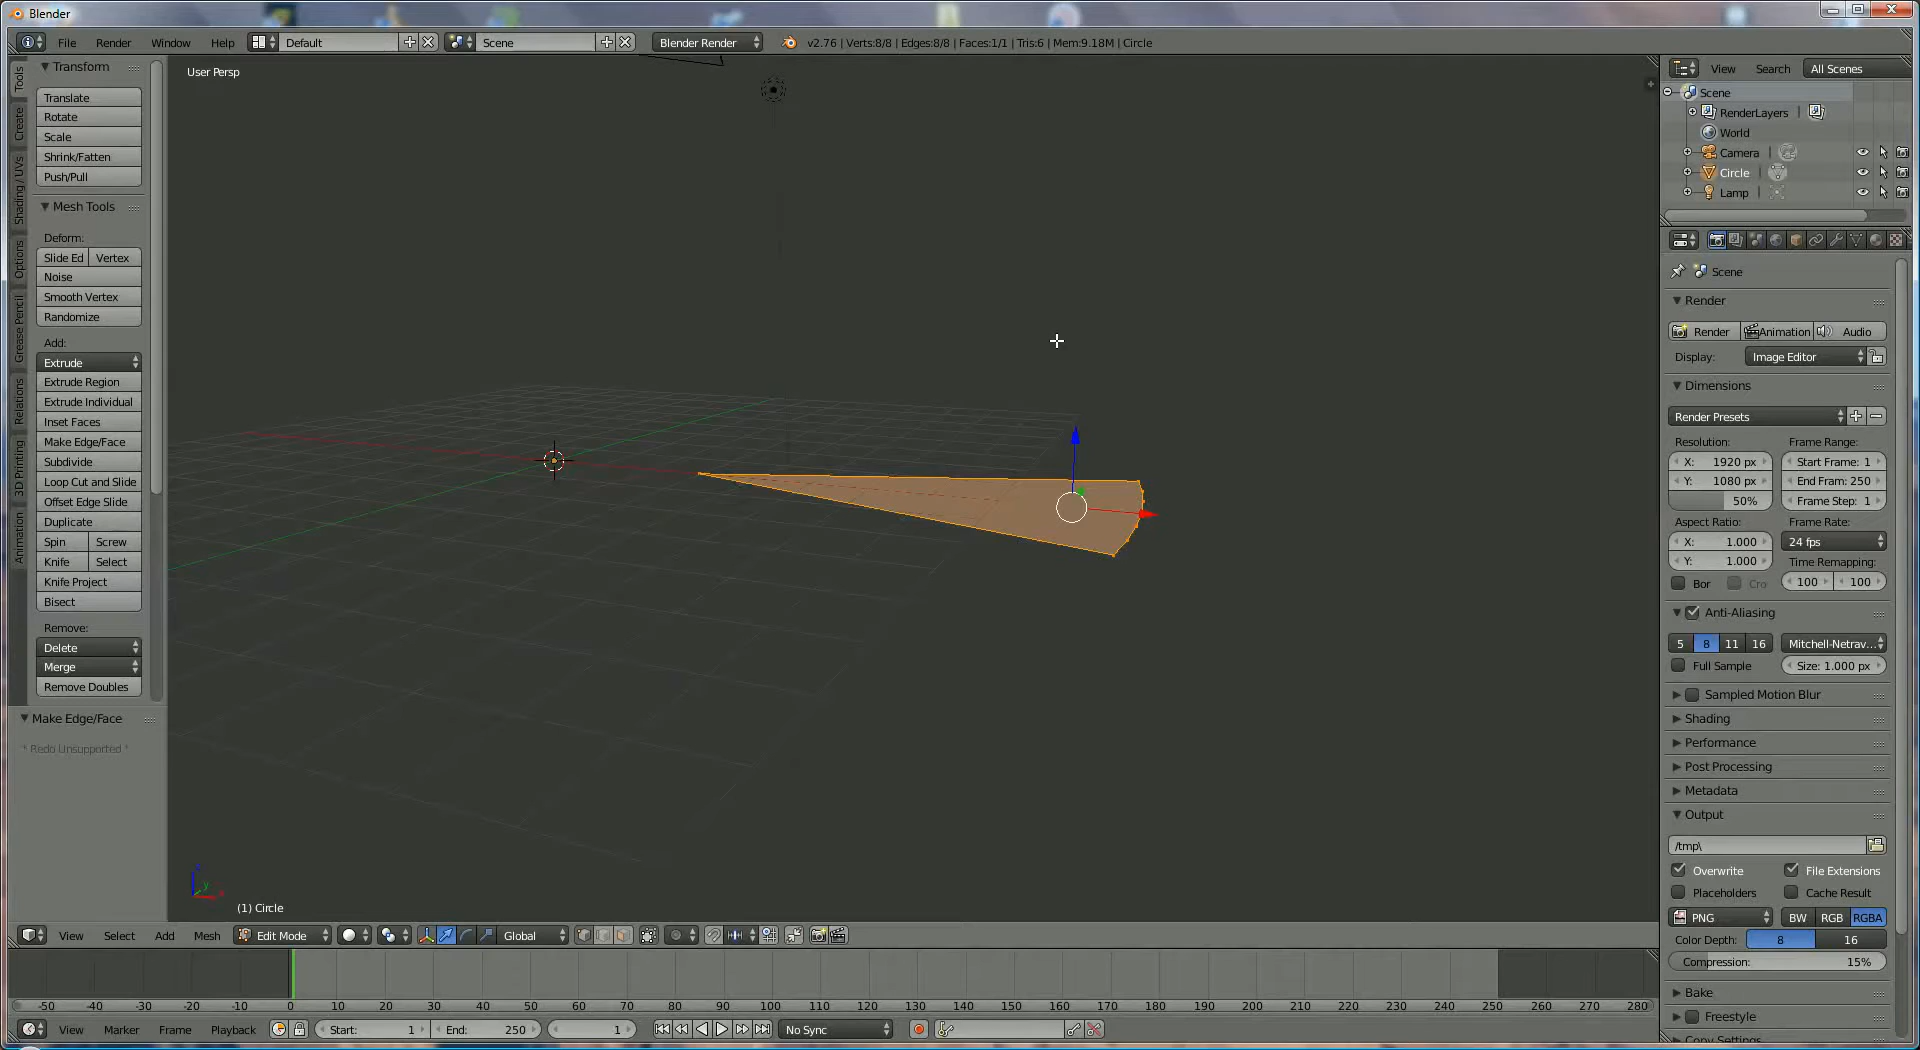 Blender
File Render Window Help Default Scene Blender Render v2.76 | Verts:8/8 | Edges:8/8 | Faces:1/1 | Tris:6 | Mem:9.18M | Circle
Tools
Create
Shading / UVs
Options
Grease Pencil
Relations
3D Printing
Animation
Transform
Translate
Rotate
Scale
Shrink/Fatten
Push/Pull
Mesh Tools
Deform:
Slide Ed Vertex
Noise
Smooth Vertex
Randomize
Add:
Extrude
Extrude Region
Extrude Individual
Inset Faces
Make Edge/Face
Subdivide
Loop Cut and Slide
Offset Edge Slide
Duplicate
Spin Screw
Knife Select
Knife Project
Bisect
Remove:
Delete
Merge
Remove Doubles
Make Edge/Face
* Redo Unsupported *
User Persp
(1) Circle
View Select Add Mesh Edit Mode Global
-50 -40 -30 -20 -10 0 10 20 30 40 50 60 70 80 90 100 110 120 130 140 150 160 170 180 190 200 210 220 230 240 250 260 270 280
View Marker Frame Playback Start: 1 End: 250 1 No Sync
View Search All Scenes
Scene
RenderLayers
World
Camera
Circle
Lamp
Scene
Render
Render Animation Audio
Display: Image Editor
Dimensions
Render Presets
Resolution: Frame Range:
X: 1920 px Start Frame: 1
Y: 1080 px End Fram: 250
50% Frame Step: 1
Aspect Ratio: Frame Rate:
X: 1.000 24 fps
Y: 1.000 Time Remapping:
Bor Cro 100 100
Anti-Aliasing
5 8 11 16 Mitchell-Netrav...
Full Sample Size: 1.000 px
Sampled Motion Blur
Shading
Performance
Post Processing
Metadata
Output
/tmp\
Overwrite File Extensions
Placeholders Cache Result
PNG BW RGB RGBA
Color Depth: 8 16
Compression: 15%
Bake
Freestyle